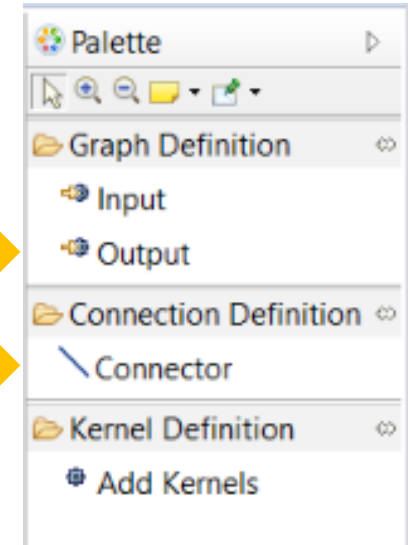 Palette
Graph Definition
Input
Output
Connection Definition
Connector
Kernel Definition
Add Kernels